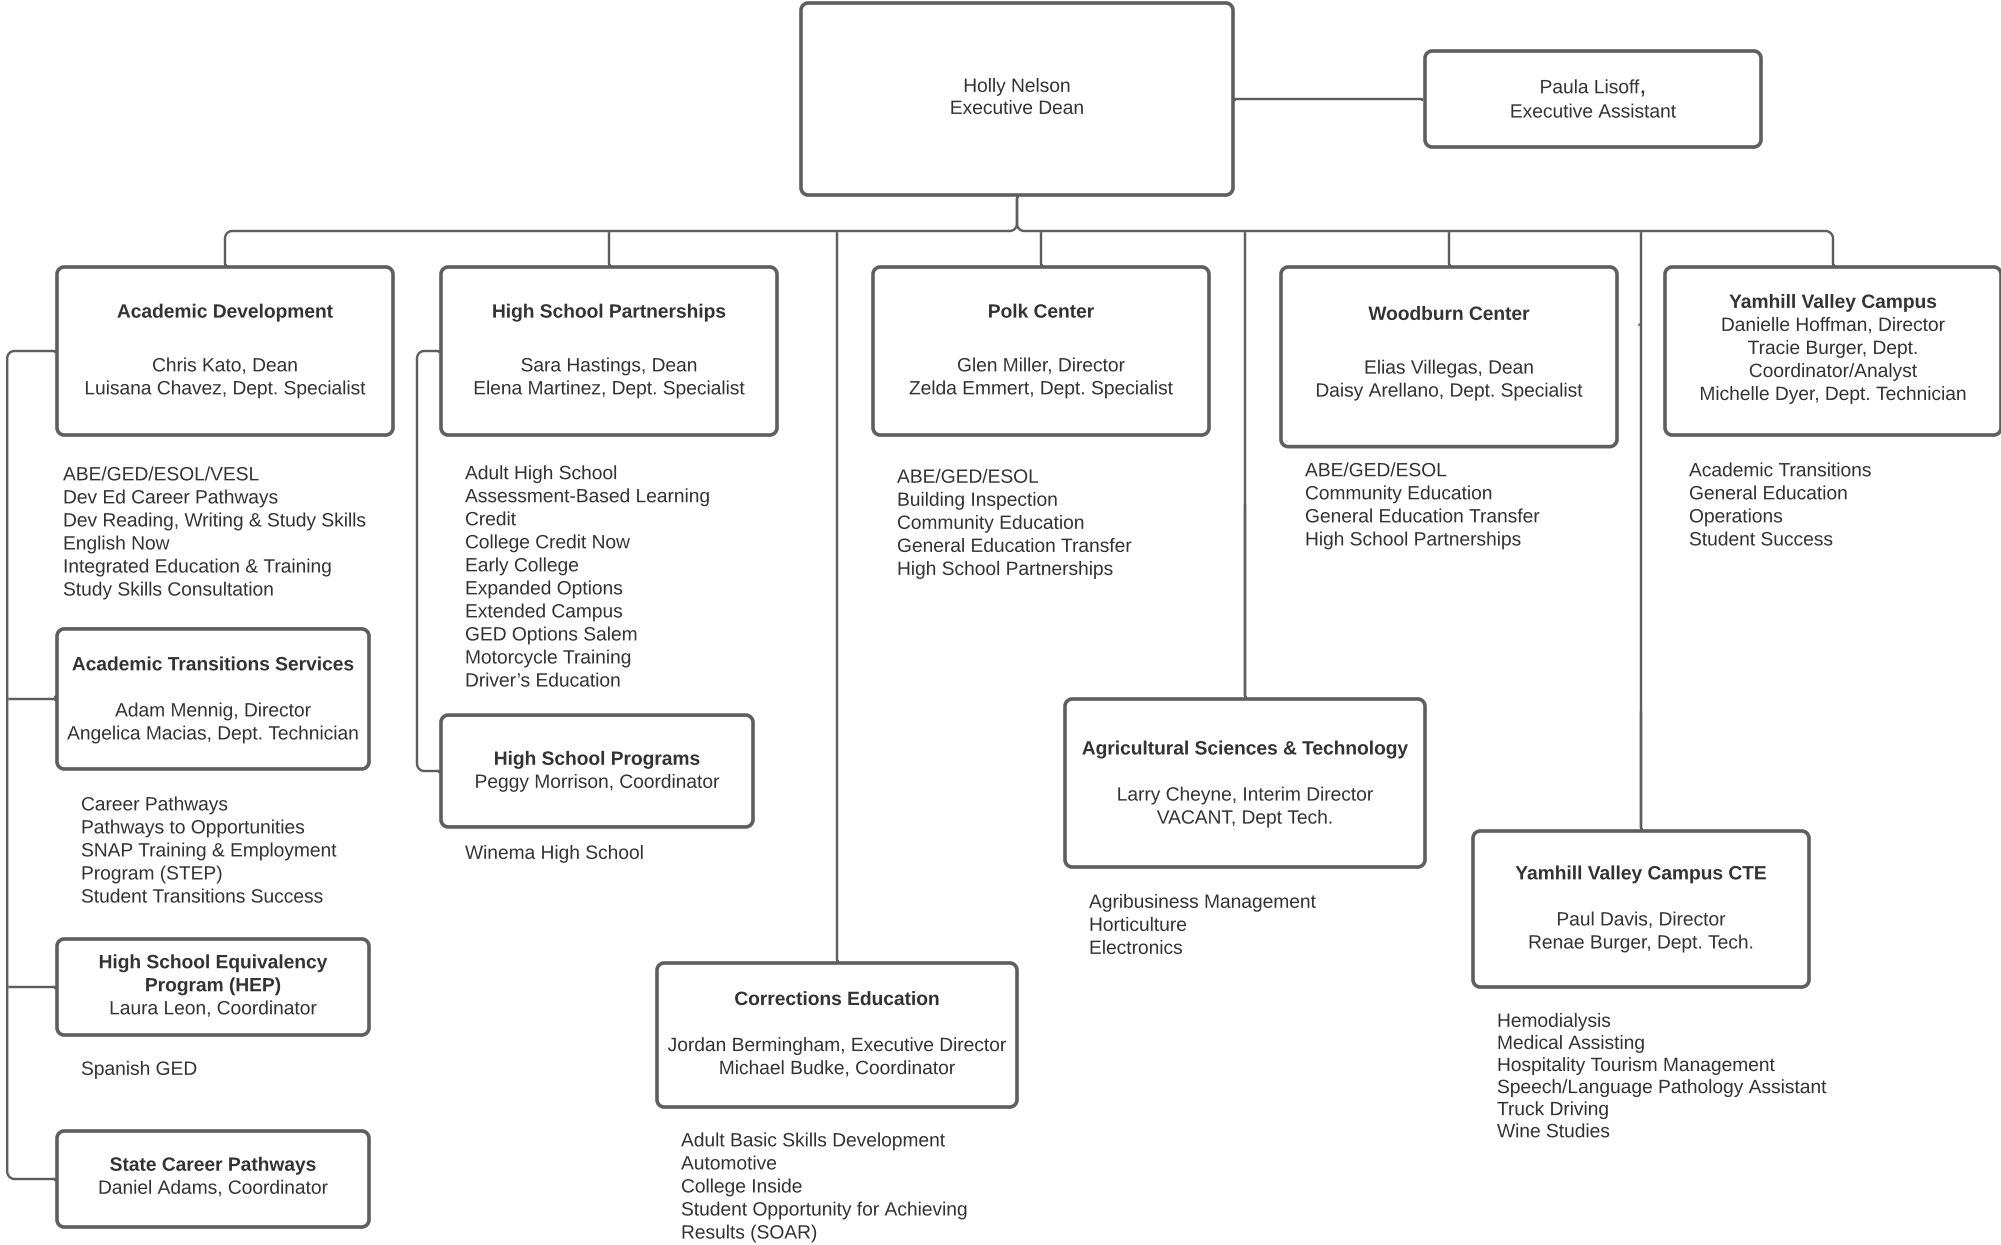 Holly Nelson
Executive Dean
Paula Lisoff,
Executive Assistant
Academic Development
Chris Kato, Dean
Luisana Chavez, Dept. Specialist
ABE/GED/ESOL/VESL
Dev Ed Career Pathways
Dev Reading, Writing & Study Skills
English Now
Integrated Education & Training
Study Skills Consultation
Academic Transitions Services
Adam Mennig, Director
Angelica Macias, Dept. Technician
Career Pathways
Pathways to Opportunities
SNAP Training & Employment
Program (STEP)
Student Transitions Success
High School Equivalency
Program (HEP)
Laura Leon, Coordinator
Spanish GED
State Career Pathways
Daniel Adams, Coordinator
High School Partnerships
Sara Hastings, Dean
Elena Martinez, Dept. Specialist
Adult High School
Assessment-Based Learning
Credit
College Credit Now
Early College
Expanded Options
Extended Campus
GED Options Salem
Motorcycle Training
Driver’s Education
High School Programs
Peggy Morrison, Coordinator
Winema High School
Corrections Education
Jordan Bermingham, Executive Director
Michael Budke, Coordinator
Adult Basic Skills Development
Automotive
College Inside
Student Opportunity for Achieving
Results (SOAR)
Polk Center
Glen Miller, Director
Zelda Emmert, Dept. Specialist
ABE/GED/ESOL
Building Inspection
Community Education
General Education Transfer
High School Partnerships
Agricultural Sciences & Technology
Larry Cheyne, Interim Director
VACANT, Dept Tech.
Agribusiness Management
Horticulture
Electronics
Woodburn Center
Elias Villegas, Dean
Daisy Arellano, Dept. Specialist
ABE/GED/ESOL
Community Education
General Education Transfer
High School Partnerships
Yamhill Valley Campus CTE
Paul Davis, Director
Renae Burger, Dept. Tech.
Hemodialysis
Medical Assisting
Hospitality Tourism Management
Speech/Language Pathology Assistant
Truck Driving
Wine Studies
Yamhill Valley Campus
Danielle Hoffman, Director
Tracie Burger, Dept.
Coordinator/Analyst
Michelle Dyer, Dept. Technician
Academic Transitions
General Education
Operations
Student Success